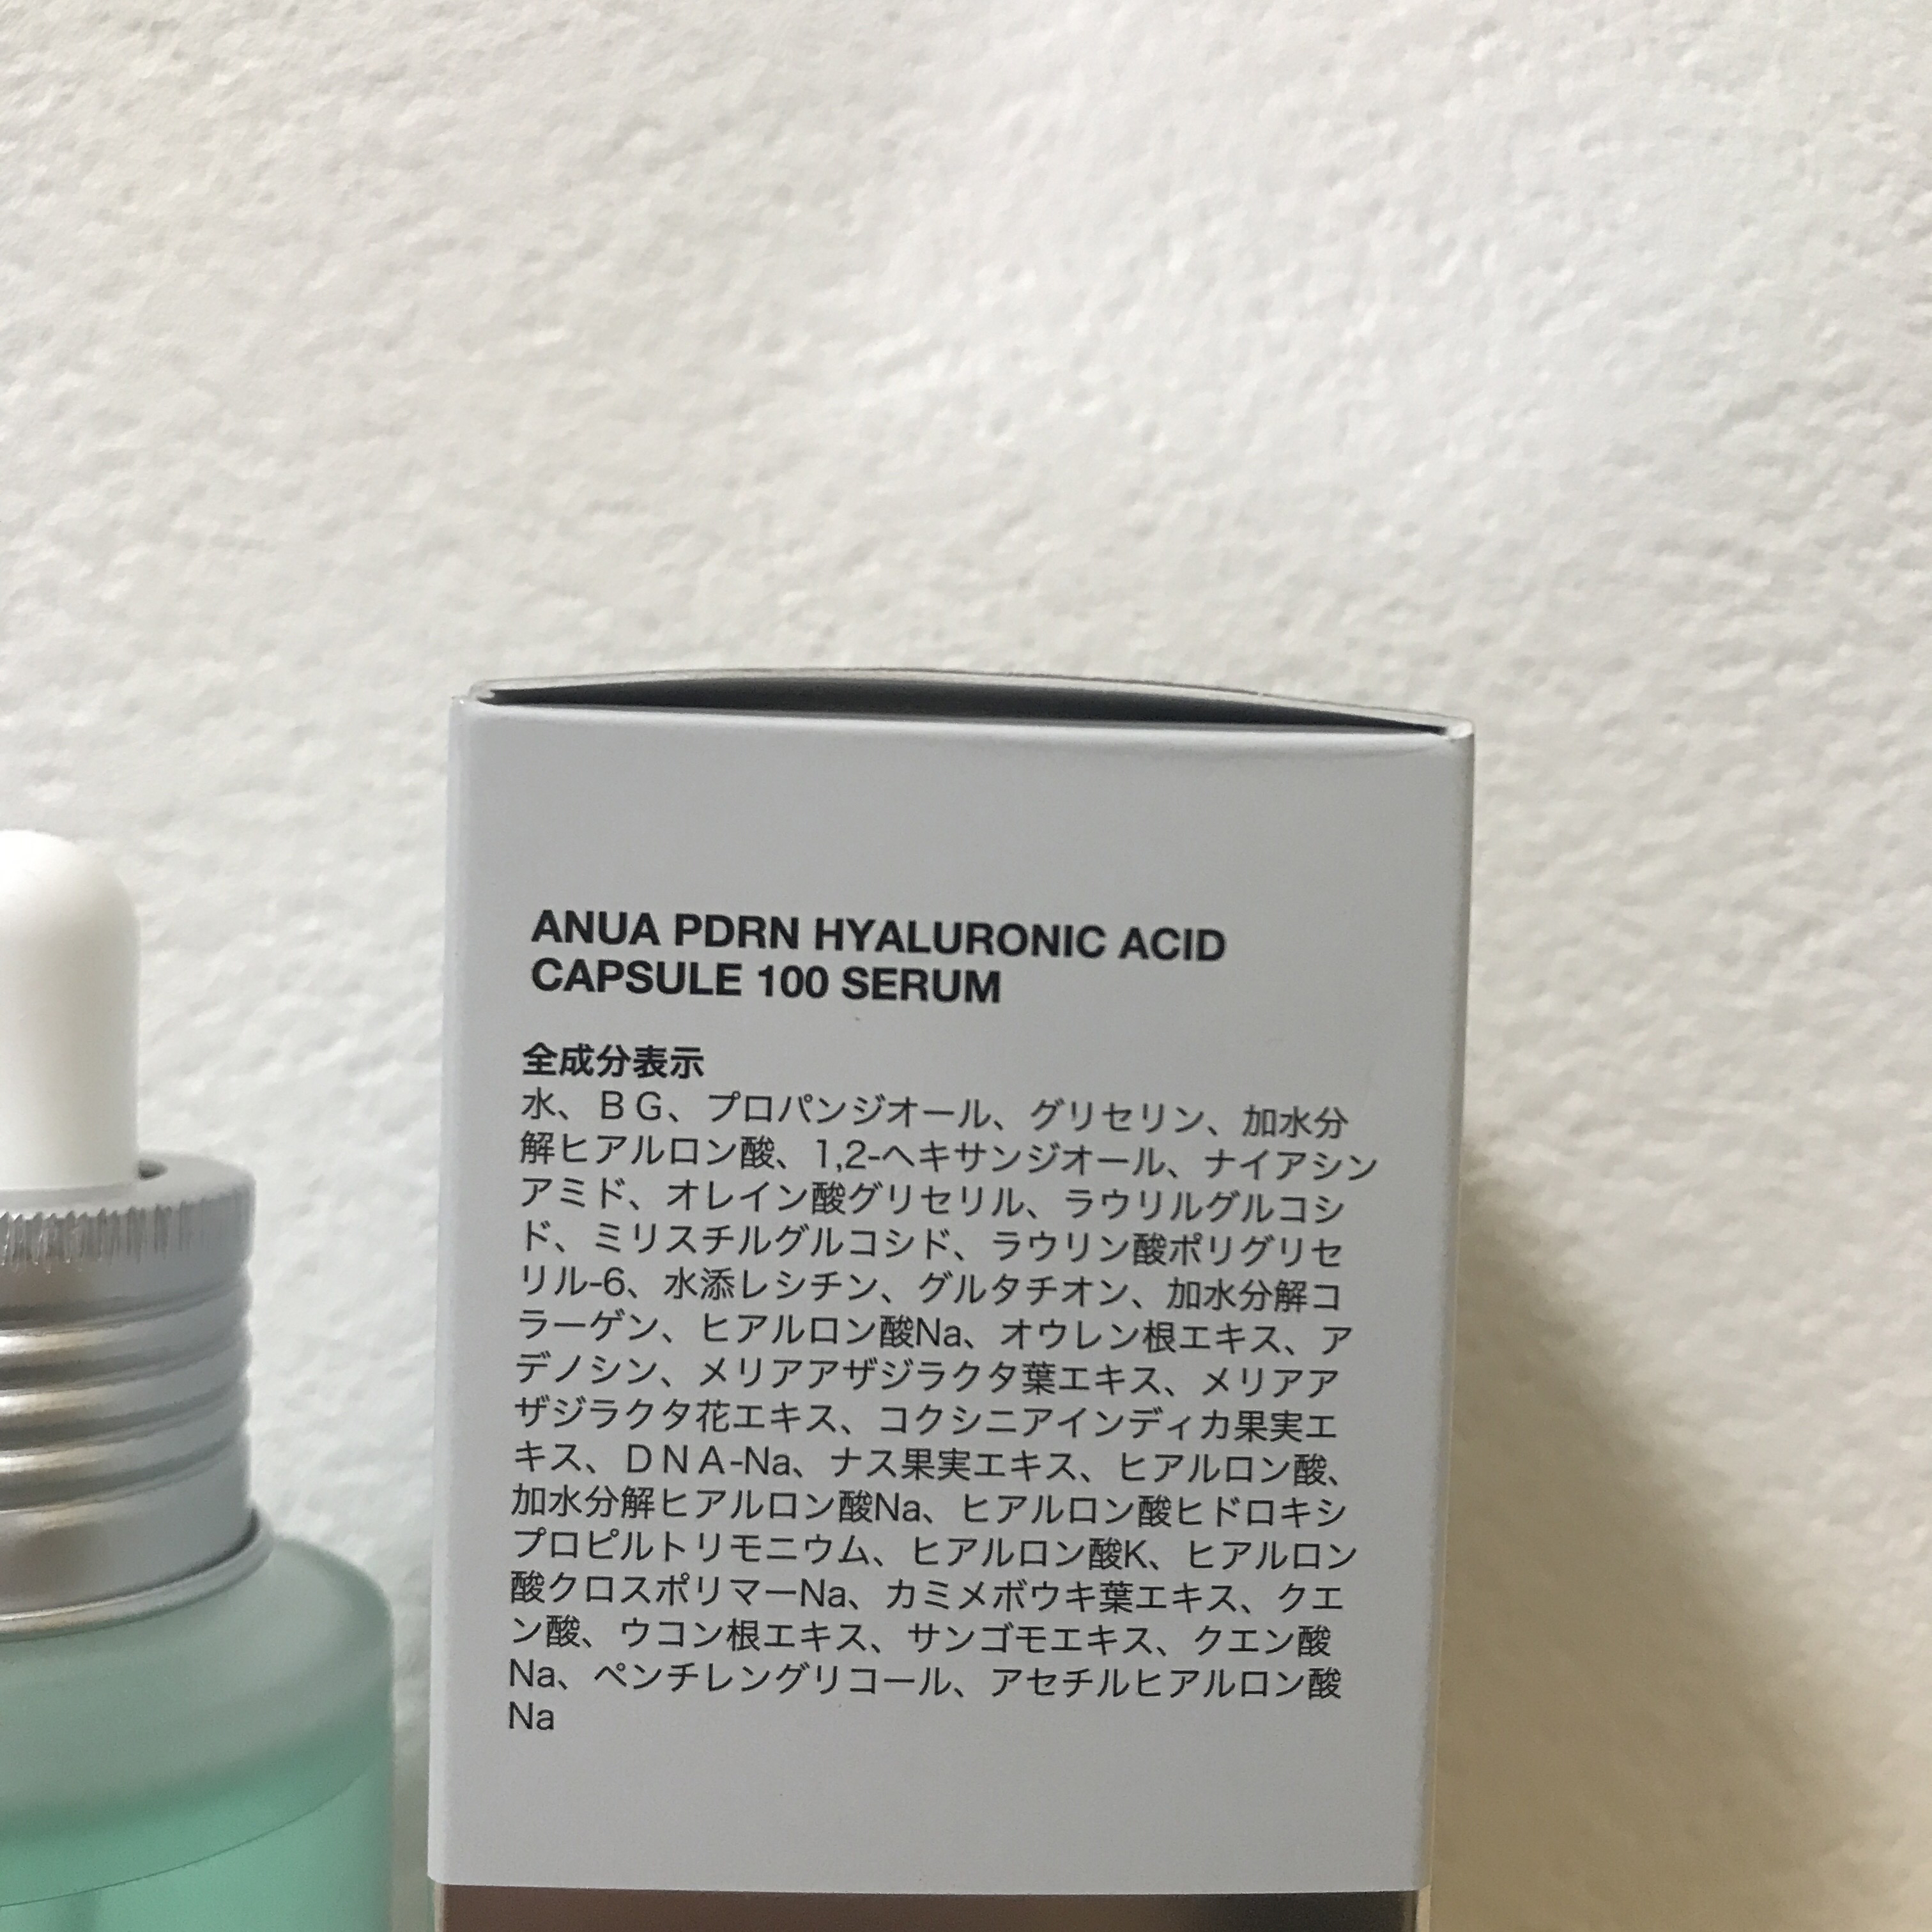 ANUA PDRN HYALURONIC ACID
CAPSULE 100 SERUM
全成分表示
水、ＢＧ、プロパンジオール、グリセリン、加水分
解ヒアルロン酸、1,2-ヘキサンジオール、ナイアシン
アミド、オレイン酸グリセリル、ラウリルグルコシ
ド、ミリスチルグルコシド、ラウリン酸ポリグリセ
リル-6、水添レシチン、グルタチオン、加水分解コ
ラーゲン、ヒアルロン酸Na、オウレン根エキス、ア
デノシン、メリアアザジラクタ葉エキス、メリアア
ザジラクタ花エキス、コクシニアインディカ果実エ
キス、ＤＮＡ-Na、ナス果実エキス、ヒアルロン酸、
加水分解ヒアルロン酸Na、ヒアルロン酸ヒドロキシ
プロピルトリモニウム、ヒアルロン酸K、ヒアルロン
酸クロスポリマーNa、カミメボウキ葉エキス、クエ
ン酸、ウコン根エキス、サンゴモエキス、クエン酸
Na、ペンチレングリコール、アセチルヒアルロン酸
Na